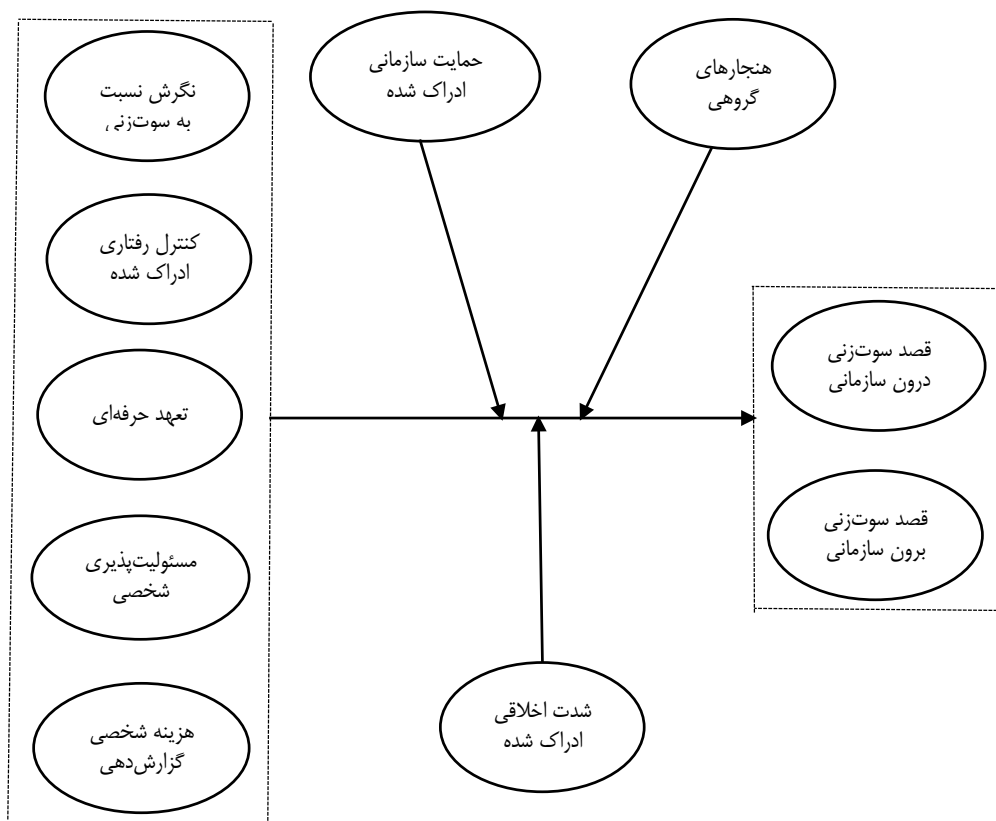 حمایت سازمانی
ادراک شده
هنجارهای
گروهی
نگرش نسبت
به سوت‌زنی
کنترل رفتاری
ادراک شده
تعهد حرفه‌ای
مسئولیت‌پذیری
شخصی
هزینه شخصی
گزارش‌دهی
قصد سوت‌زنی
درون سازمانی
قصد سوت‌زنی
برون سازمانی
شدت اخلاقی
ادراک شده